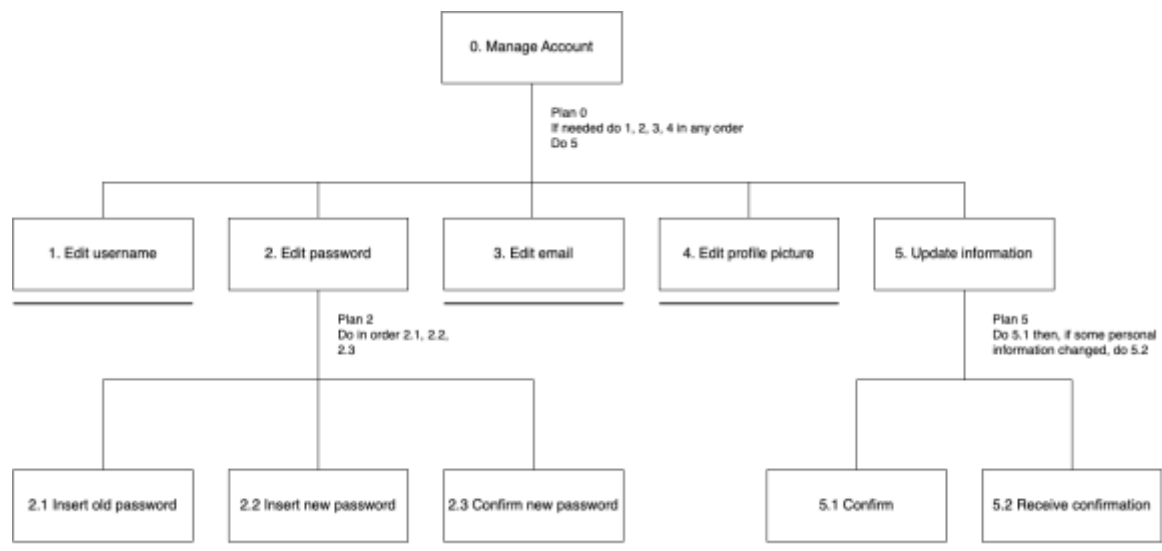 0. Manage Account
Plan 0
If needed do 1, 2, 3, 4 in any order
Do 5
1. Edit username
2. Edit password
3. Edit email
4. Edit profile picture
5. Update information
Plan 2
Do in order 2.1, 2.2,
2.3
Plan 5
Do 5.1 then, if some personal
information changed, do 5.2
2.1 Insert old password
2.2 Insert new password
2.3 Confirm new password
5.1 Confirm
5.2 Receive confirmation